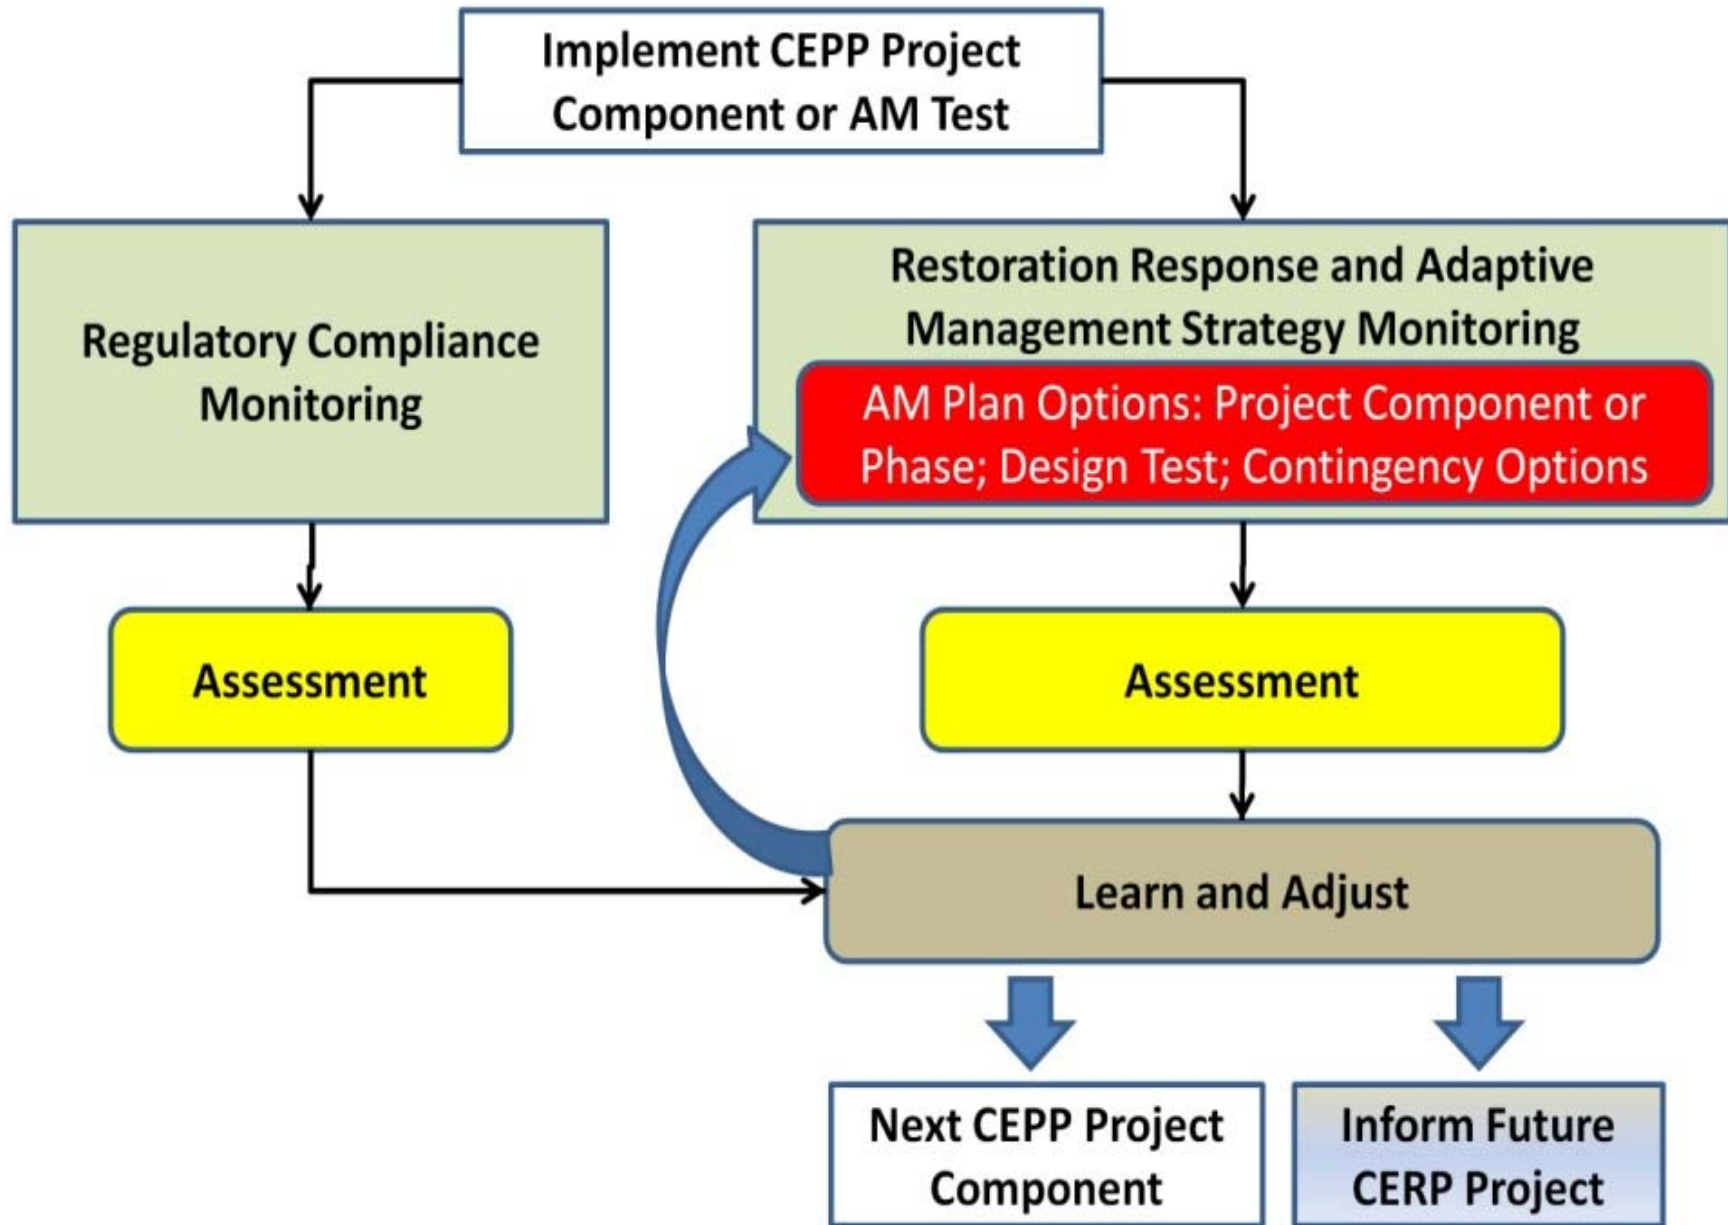 Implement CEPP Project
Component or AM Test
Regulatory Compliance
Monitoring
Restoration Response and Adaptive
Management Strategy Monitoring
AM Plan Options: Project Component or
Phase; Design Test; Contingency Options
Assessment
Assessment
Learn and Adjust
Next CEPP Project
Component
Inform Future
CERP Project